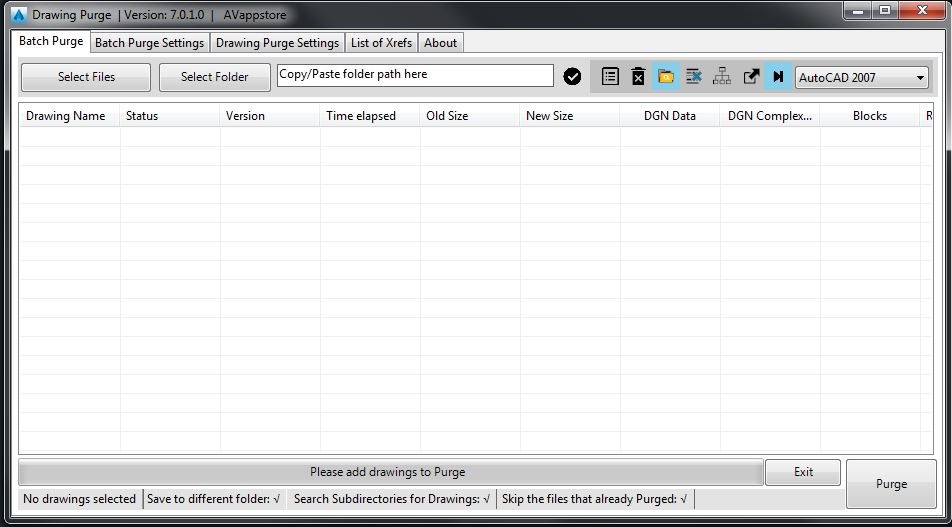 Drawing Purge | Version: 7.0.1.0 | AVappstore
Batch Purge Batch Purge Settings Drawing Purge Settings List of Xrefs About
Select Files Select Folder Copy/Paste folder path here AutoCAD 2007
Drawing Name Status Version Time elapsed Old Size New Size DGN Data DGN Complex... Blocks R
Please add drawings to Purge Exit
Purge
No drawings selected Save to different folder: √ Search Subdirectories for Drawings: √ Skip the files that already Purged: √